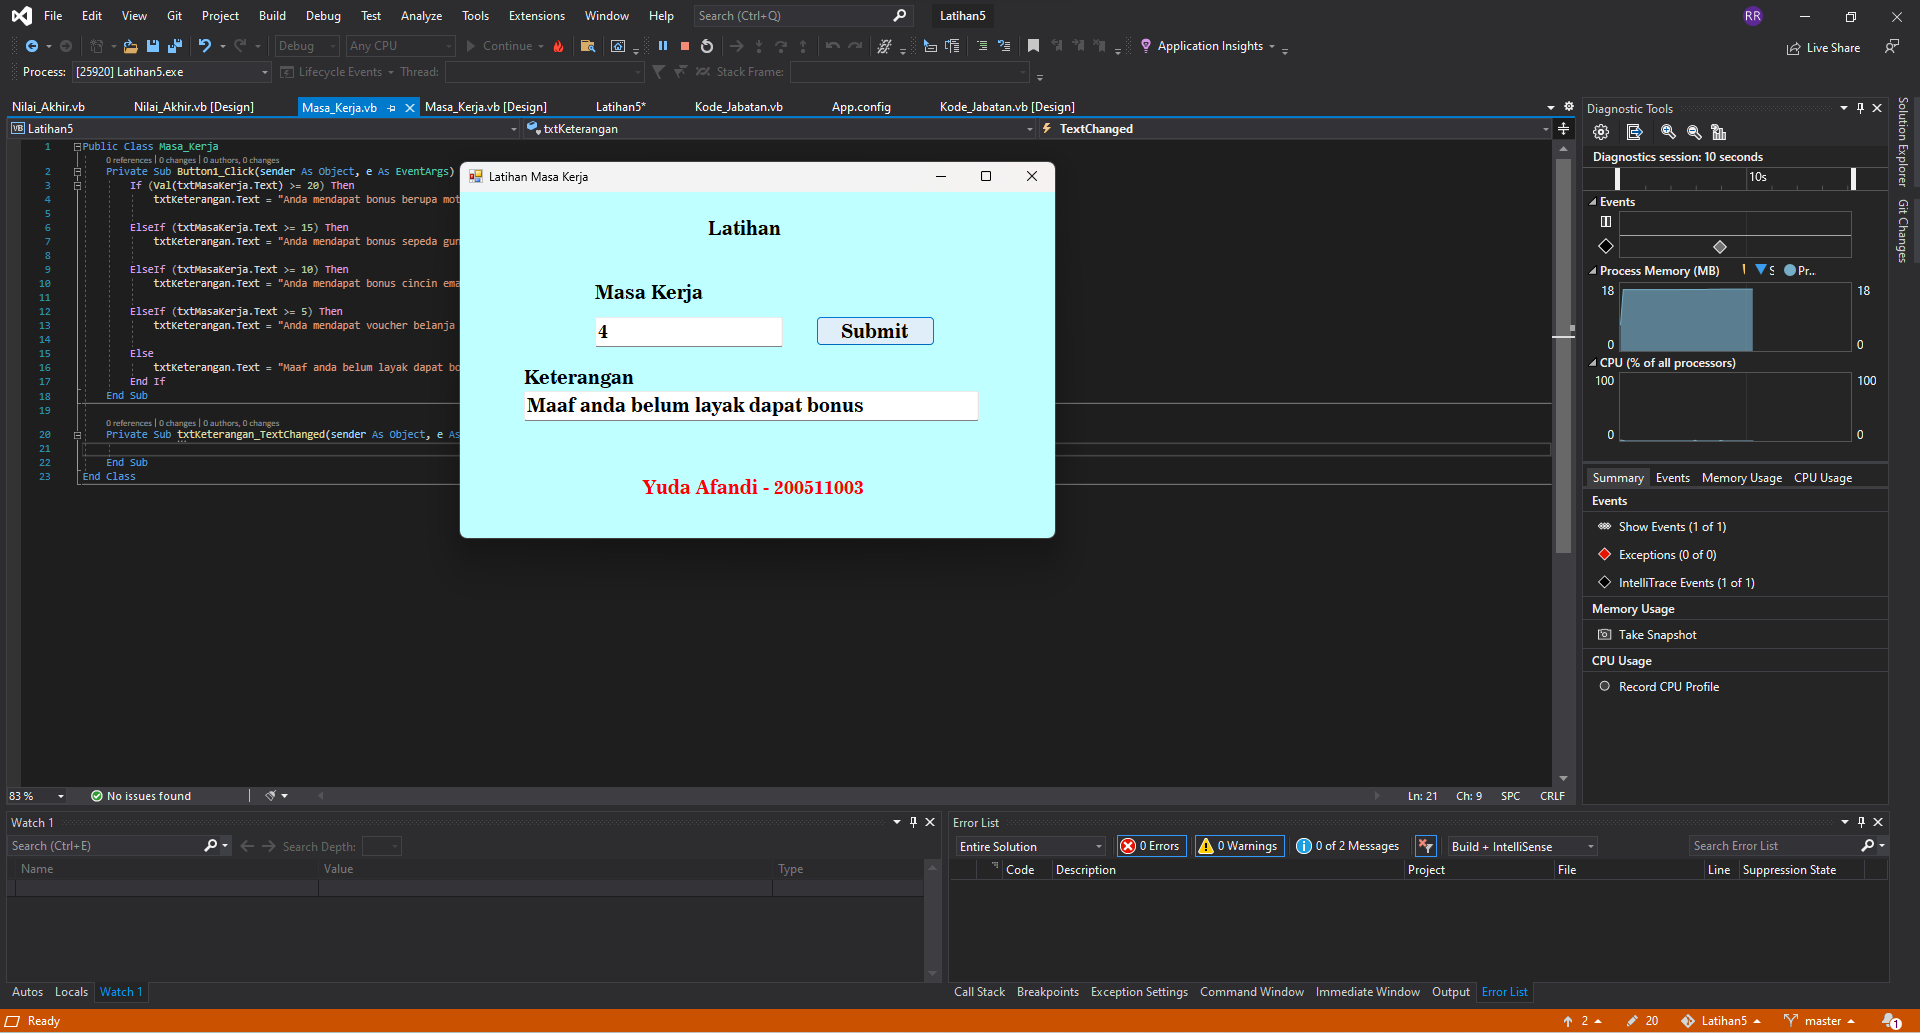 File Edit View Git Project Build Debug Test Analyze Tools Extensions Window Help Search (Ctrl+Q) Latihan5 RR
Debug Any CPU Continue Application Insights Live Share
Process: [25920] Latihan5.exe Lifecycle Events Thread: Stack Frame:
Nilai_Akhir.vb Nilai_Akhir.vb [Design] Masa_Kerja.vb Masa_Kerja.vb [Design] Latihan5* Kode_Jabatan.vb App.config Kode_Jabatan.vb [Design]
VB Latihan5 txtKeterangan TextChanged
1 Public Class Masa_Kerja
0 references | 0 changes | 0 authors, 0 changes
2 Private Sub Button1_Click(sender As Object, e As EventArgs)
3 If (Val(txtMasaKerja.Text) >= 20) Then
4 txtKeterangan.Text = "Anda mendapat bonus berupa mot
5
6 ElseIf (txtMasaKerja.Text >= 15) Then
7 txtKeterangan.Text = "Anda mendapat bonus sepeda gun
8
9 ElseIf (txtMasaKerja.Text >= 10) Then
10 txtKeterangan.Text = "Anda mendapat bonus cincin ema
11
12 ElseIf (txtMasaKerja.Text >= 5) Then
13 txtKeterangan.Text = "Anda mendapat voucher belanja
14
15 Else
16 txtKeterangan.Text = "Maaf anda belum layak dapat bo
17 End If
18 End Sub
19
0 references | 0 changes | 0 authors, 0 changes
20 Private Sub txtKeterangan_TextChanged(sender As Object, e As
21
22 End Sub
23 End Class
Latihan Masa Kerja
Latihan
Masa Kerja
4 Submit
Keterangan
Maaf anda belum layak dapat bonus
Yuda Afandi - 200511003
83 % No issues found Ln: 21 Ch: 9 SPC CRLF
Diagnostic Tools
Diagnostics session: 10 seconds
10s
Events
Process Memory (MB) S Pr...
18 18
0 0
CPU (% of all processors)
100 100
0 0
Summary Events Memory Usage CPU Usage
Events
Show Events (1 of 1)
Exceptions (0 of 0)
IntelliTrace Events (1 of 1)
Memory Usage
Take Snapshot
CPU Usage
Record CPU Profile
Solution Explorer
Git Changes
Watch 1
Search (Ctrl+E) Search Depth:
Name Value Type
Autos Locals Watch 1
Error List
Entire Solution 0 Errors 0 Warnings 0 of 2 Messages Build + IntelliSense Search Error List
Code Description Project File Line Suppression State
Call Stack Breakpoints Exception Settings Command Window Immediate Window Output Error List
Ready 2 20 Latihan5 master 1